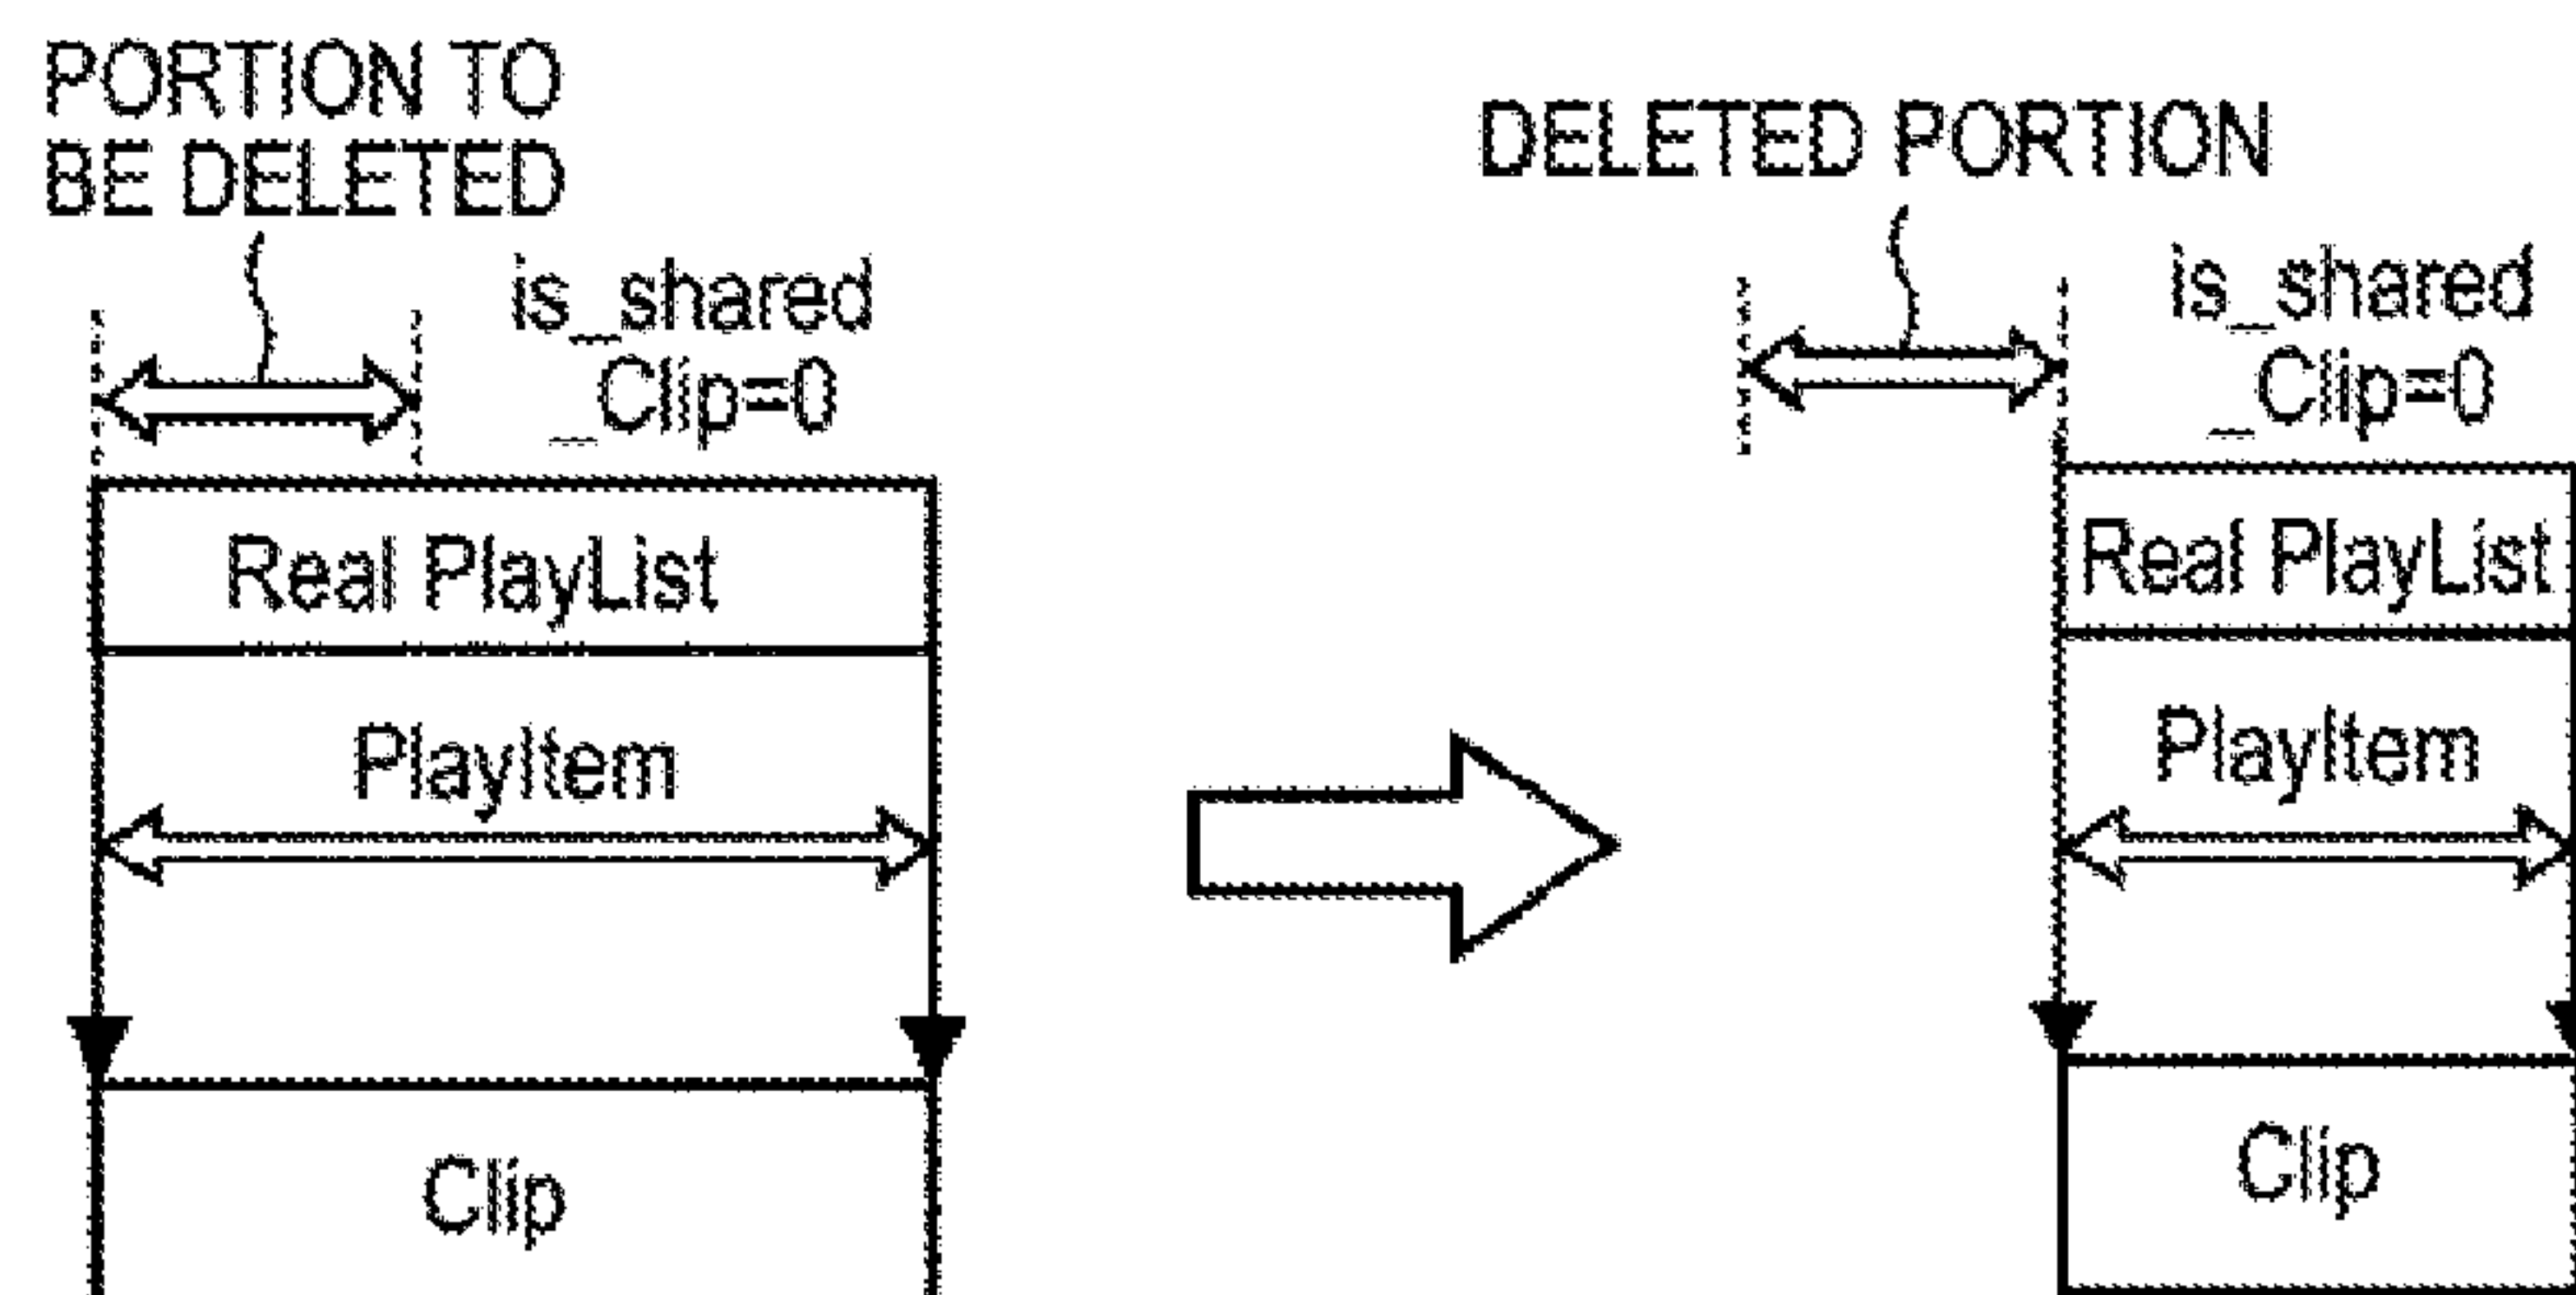 PORTION TO
BE DELETED
is_shared
_Clip=0
Real PlayList
PlayItem
Clip
DELETED PORTION
is_shared
_Clip=0
Real PlayList
PlayItem
Clip